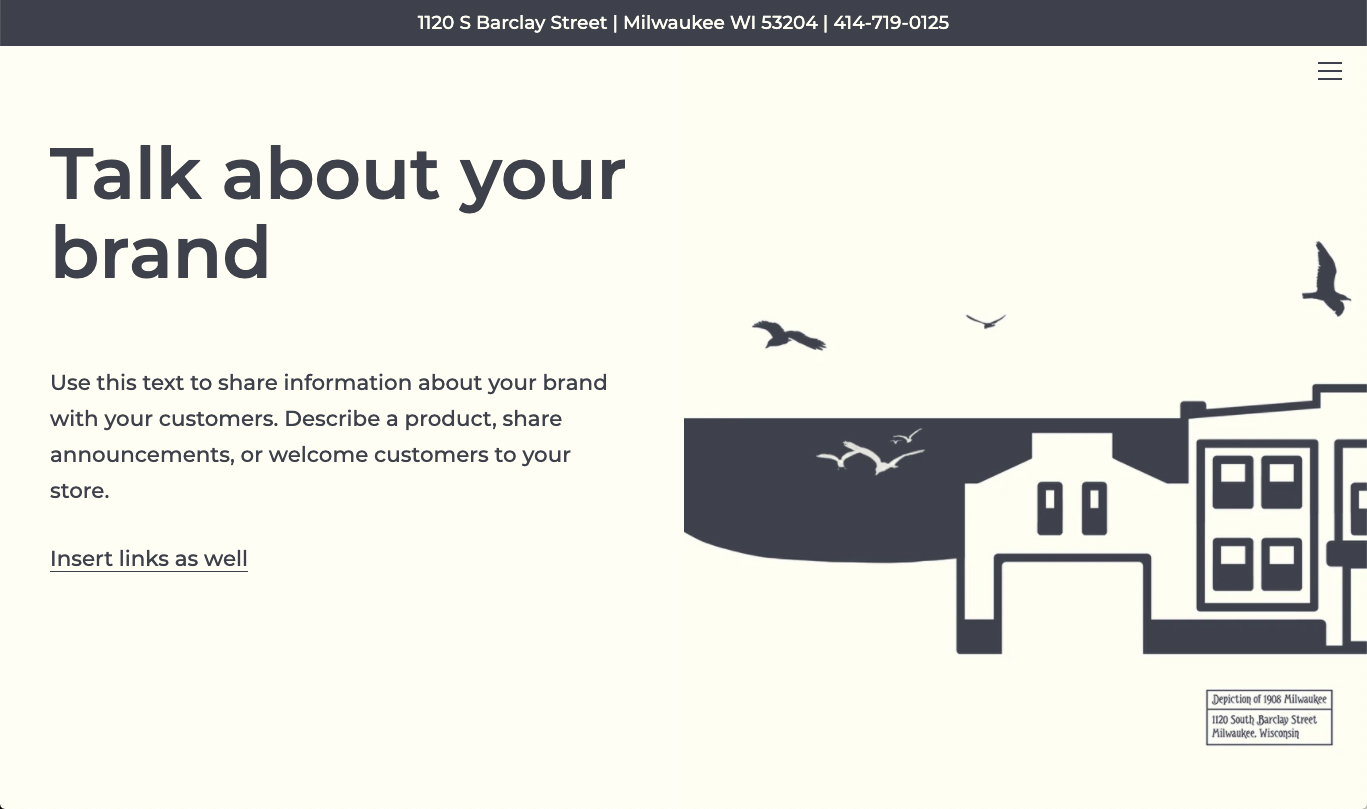 1120 S Barclay Street | Milwaukee WI 53204 | 414-719-0125
Talk about your
brand
Use this text to share information about your brand
with your customers. Describe a product, share
announcements, or welcome customers to your
store.
Insert links as well
Depiction of 1908 Milwaukee
1120 South Barclay Street
Milwaukee, Wisconsin